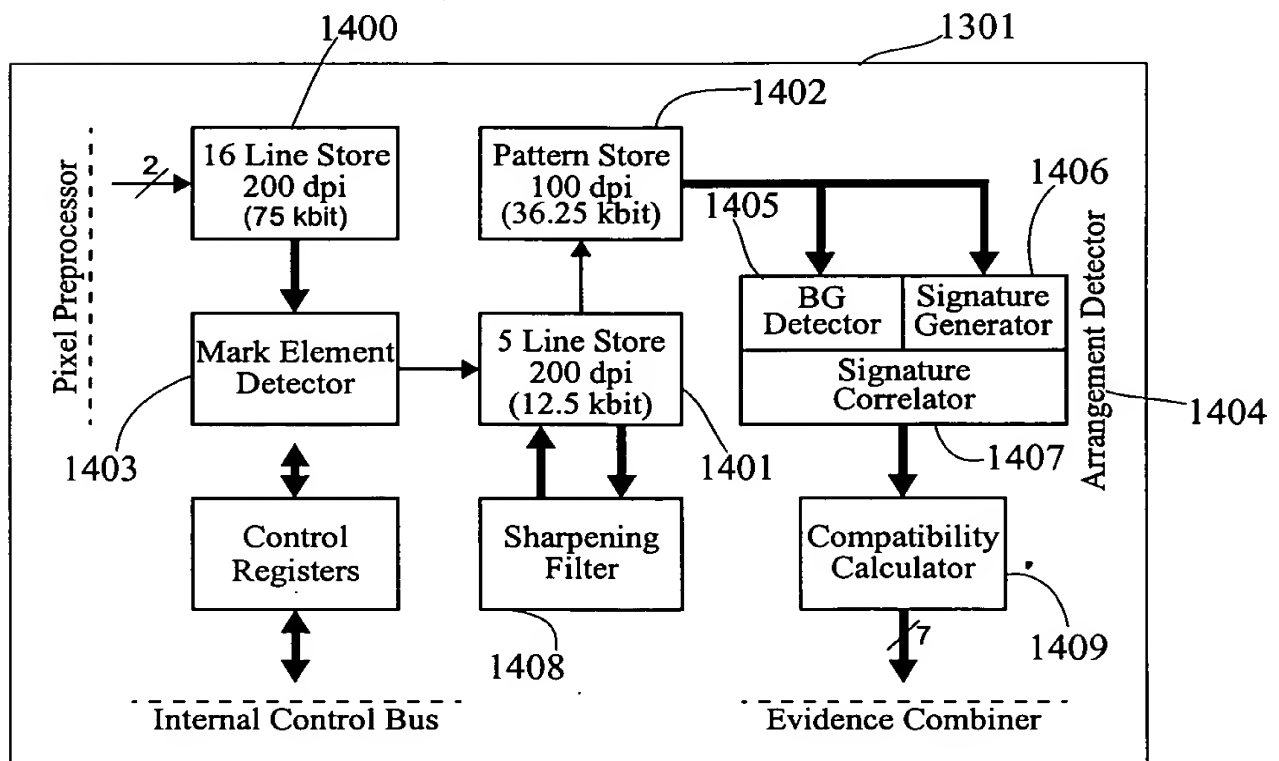 1400
1301
1402
16 Line Store
200 dpi
(75 kbit)
Pattern Store
100 dpi
(36.25 kbit)
2
1405
1406
Pixel Preprocessor
BG
Detector
Signature
Generator
Signature
Correlator
Arrangement Detector
Mark Element
Detector
5 Line Store
200 dpi
(12.5 kbit)
1404
1403
1401
1407
Control
Registers
Sharpening
Filter
Compatibility
Calculator
1408
7
1409
Internal Control Bus
Evidence Combiner